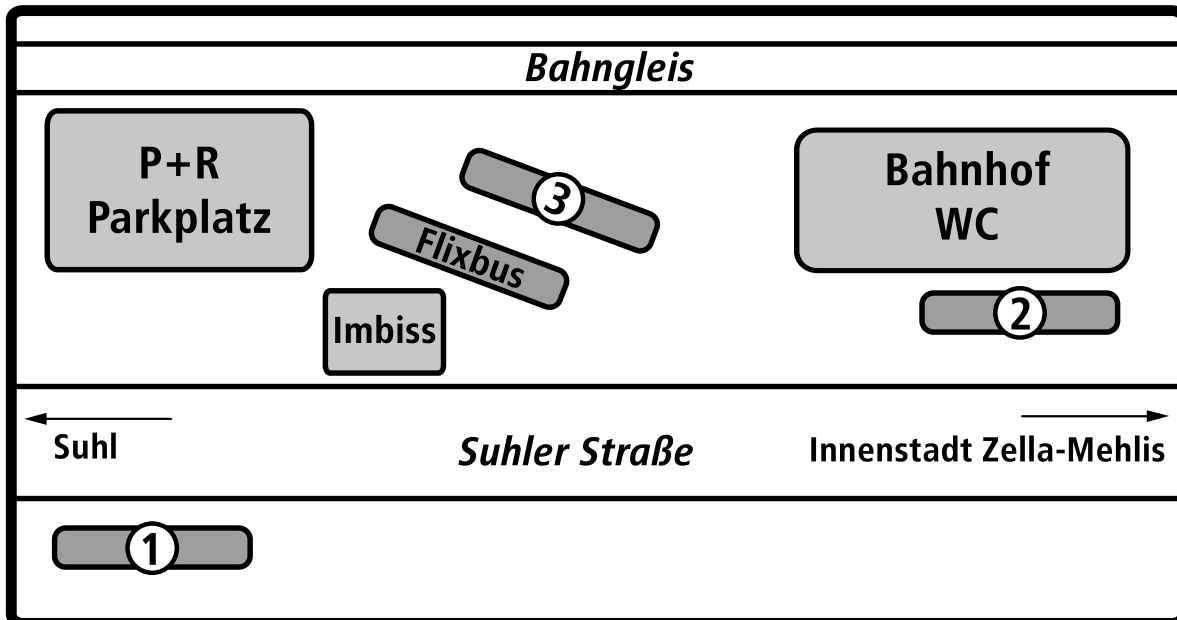 Bahngleis
P+R
Parkplatz
3
Flixbus
Bahnhof
WC
Imbiss
2
Suhl
Suhler Straße
Innenstadt Zella-Mehlis
1